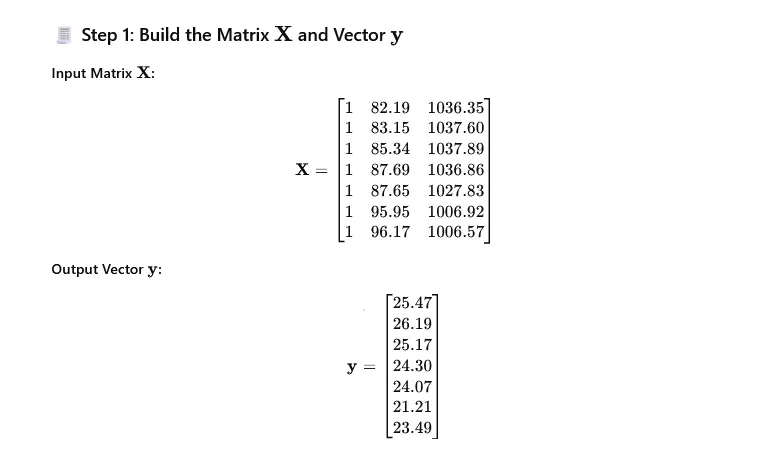 Step 1: Build the Matrix X and Vector y
Input Matrix X:
X =
1 82.19 1036.35
1 83.15 1037.60
1 85.34 1037.89
1 87.69 1036.86
1 87.65 1027.83
1 95.95 1006.92
1 96.17 1006.57
Output Vector y:
y =
25.47
26.19
25.17
24.30
24.07
21.21
23.49